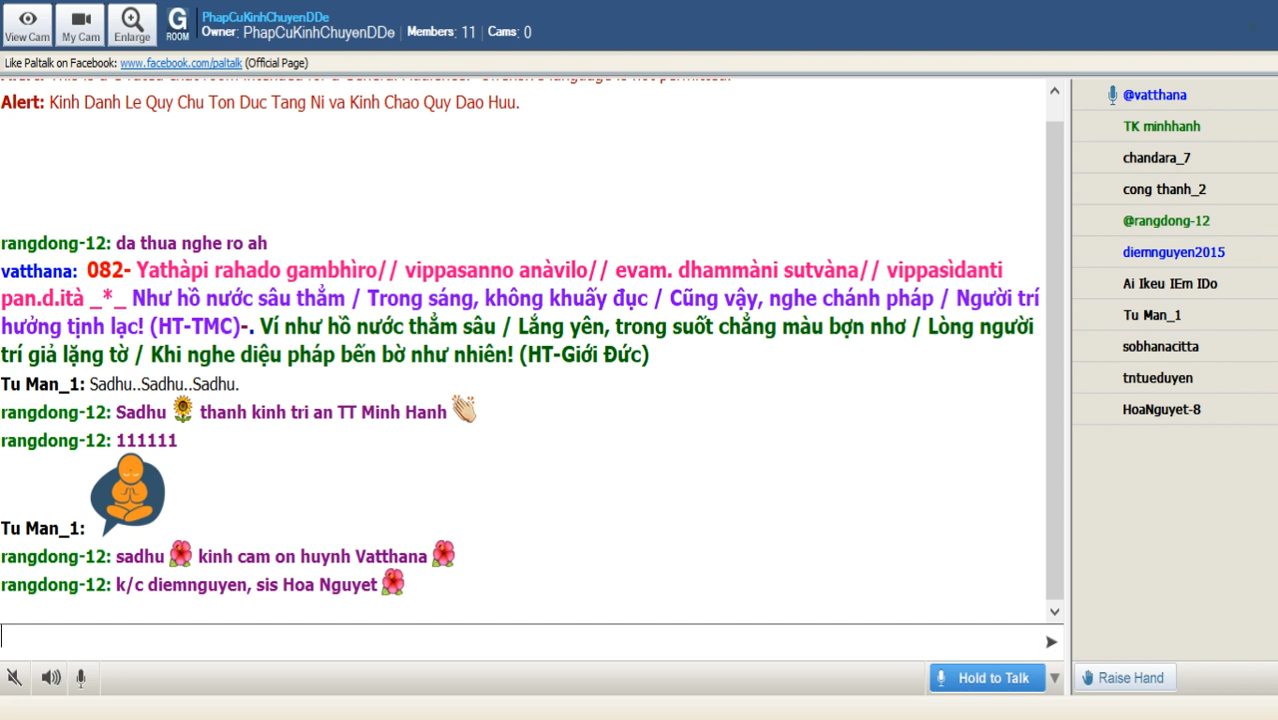 View Cam
My Cam
Enlarge
G
ROOM
PhapCuKinhChuyenDDe
Owner: PhapCuKinhChuyenDDe Members: 11 Cams: 0
Like Paltalk on Facebook: www.facebook.com/paltalk (Official Page)
Alert: Kinh Danh Le Quy Chu Ton Duc Tang Ni va Kinh Chao Quy Dao Huu.
rangdong-12: da thua nghe ro ah
vatthana: 082- Yathàpi rahado gambhìro// vippasanno anàvilo// evam. dhammàni sutvàna// vippasìdanti
pan.d.ità _*_ Như hồ nước sâu thẳm / Trong sáng, không khuấy đục / Cũng vậy, nghe chánh pháp / Người trí
hưởng tịnh lạc! (HT-TMC)-. Ví như hồ nước thẳm sâu / Lắng yên, trong suốt chẳng màu bợn nhơ / Lòng người
trí giả lặng tờ / Khi nghe diệu pháp bến bờ như nhiên! (HT-Giới Đức)
Tu Man_1: Sadhu..Sadhu..Sadhu.
rangdong-12: Sadhu thanh kinh tri an TT Minh Hanh
rangdong-12: 111111
Tu Man_1:
rangdong-12: sadhu kinh cam on huynh Vatthana
rangdong-12: k/c diemnguyen, sis Hoa Nguyet
Hold to Talk
@vatthana
TK minhhanh
chandara_7
cong thanh_2
@rangdong-12
diemnguyen2015
Ai Ikeu IEm IDo
Tu Man_1
sobhanacitta
tntueduyen
HoaNguyet-8
Raise Hand